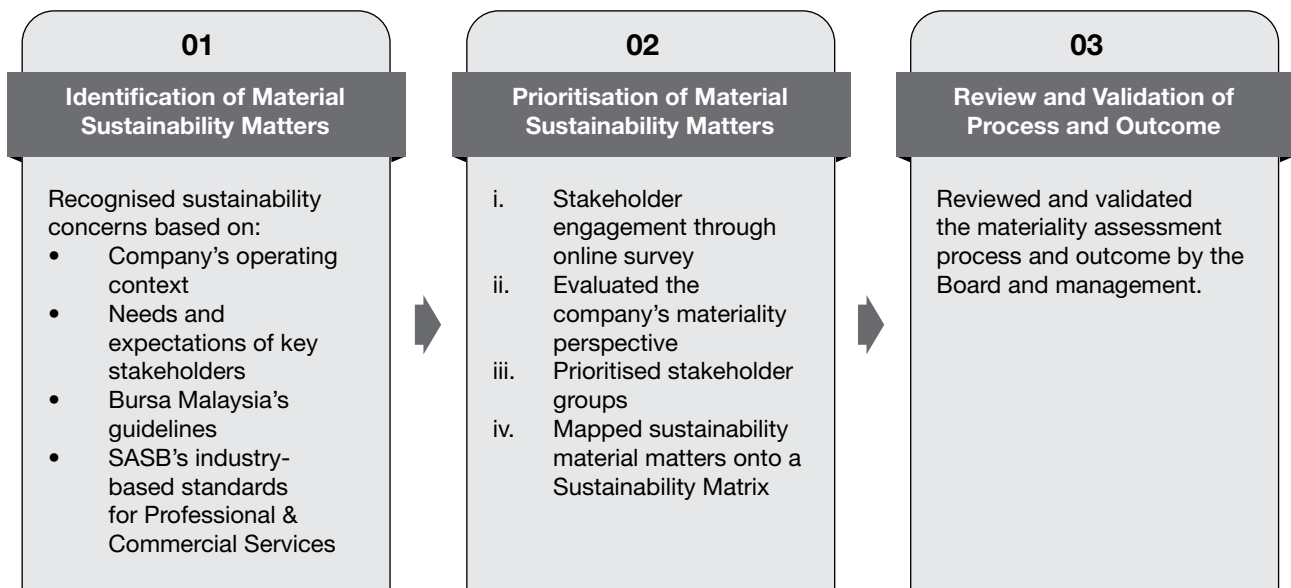 01
Identification of Material
Sustainability Matters
Recognised sustainability
concerns based on:
• Company's operating
context
• Needs and
expectations of key
stakeholders
• Bursa Malaysia's
guidelines
• SASB's industry-
based standards
for Professional &
Commercial Services
02
Prioritisation of Material
Sustainability Matters
i. Stakeholder
engagement through
online survey
ii. Evaluated the
company's materiality
perspective
iii. Prioritised stakeholder
groups
iv. Mapped sustainability
material matters onto a
Sustainability Matrix
03
Review and Validation of
Process and Outcome
Reviewed and validated
the materiality assessment
process and outcome by the
Board and management.